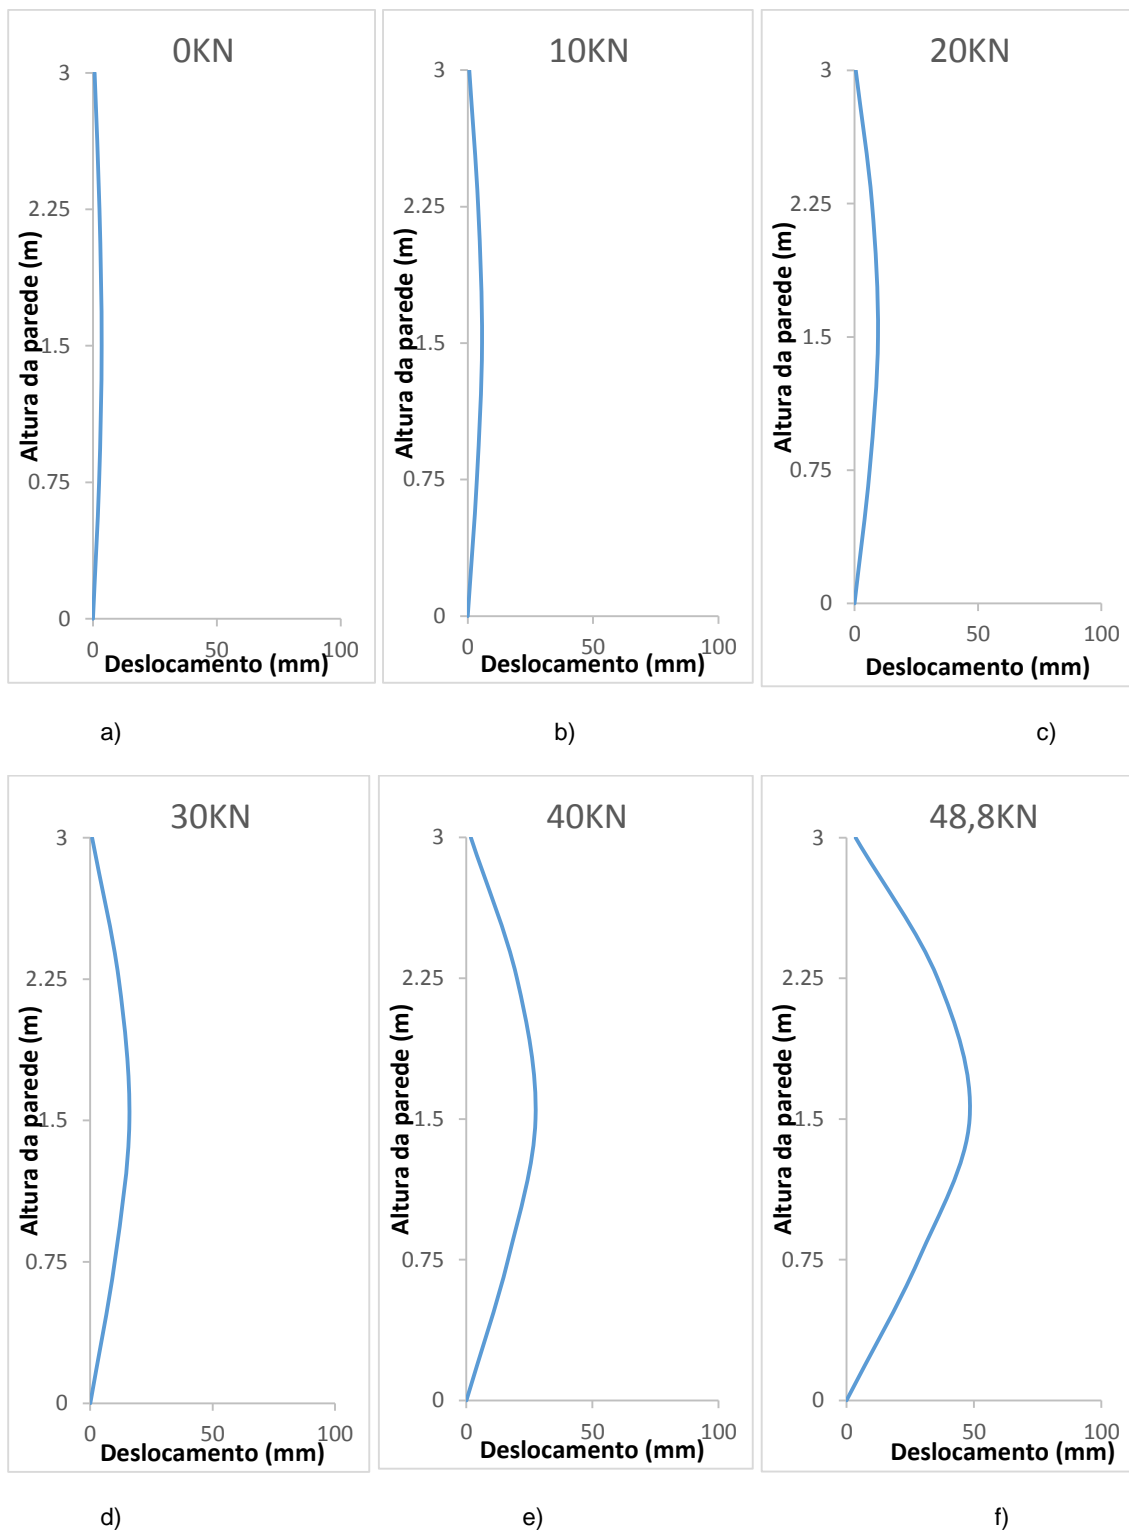 0KN
3
2.25
1.5
0.75
0
0 50 100
Altura da parede (m)
Deslocamento (mm)
10KN
3
2.25
1.5
0.75
0
0 50 100
Altura da parede (m)
Deslocamento (mm)
20KN
3
2.25
1.5
0.75
0
0 50 100
Altura da parede (m)
Deslocamento (mm)
a) b) c)
30KN
3
2.25
1.5
0.75
0
0 50 100
Altura da parede (m)
Deslocamento (mm)
40KN
3
2.25
1.5
0.75
0
0 50 100
Altura da parede (m)
Deslocamento (mm)
48,8KN
3
2.25
1.5
0.75
0
0 50 100
Altura da parede (m)
Deslocamento (mm)
d) e) f)